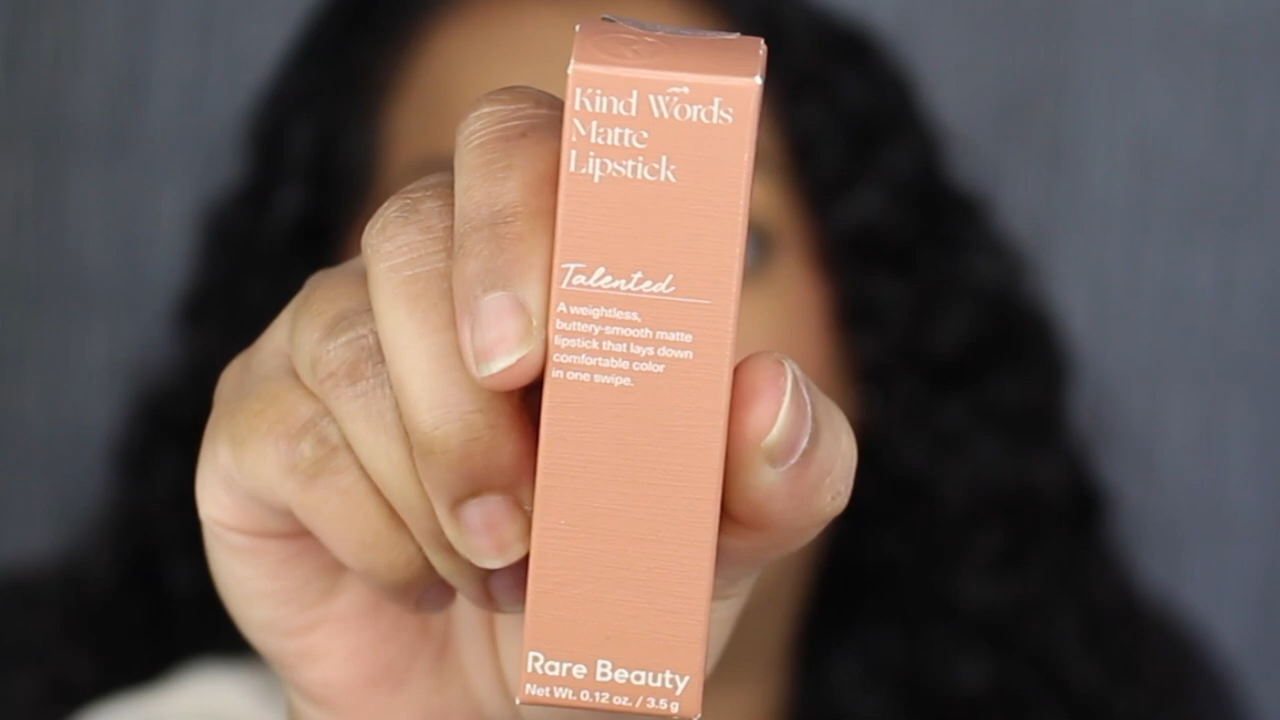 Kind Words
Matte
Lipstick
Talented
A weightless,
buttery-smooth matte
lipstick that lays down
comfortable color
in one swipe.
Rare Beauty
Net Wt. 0.12 oz. / 3.5 g